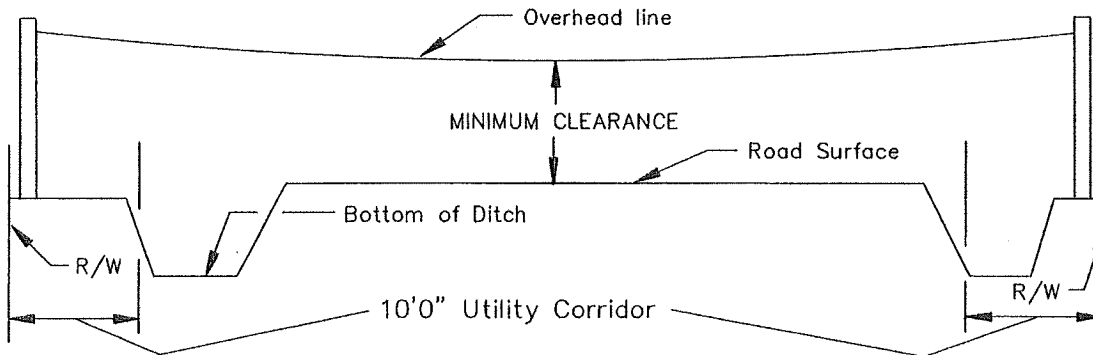 Overhead line
MINIMUM CLEARANCE
Road Surface
Bottom of Ditch
R/W
R/W
10'0" Utility Corridor